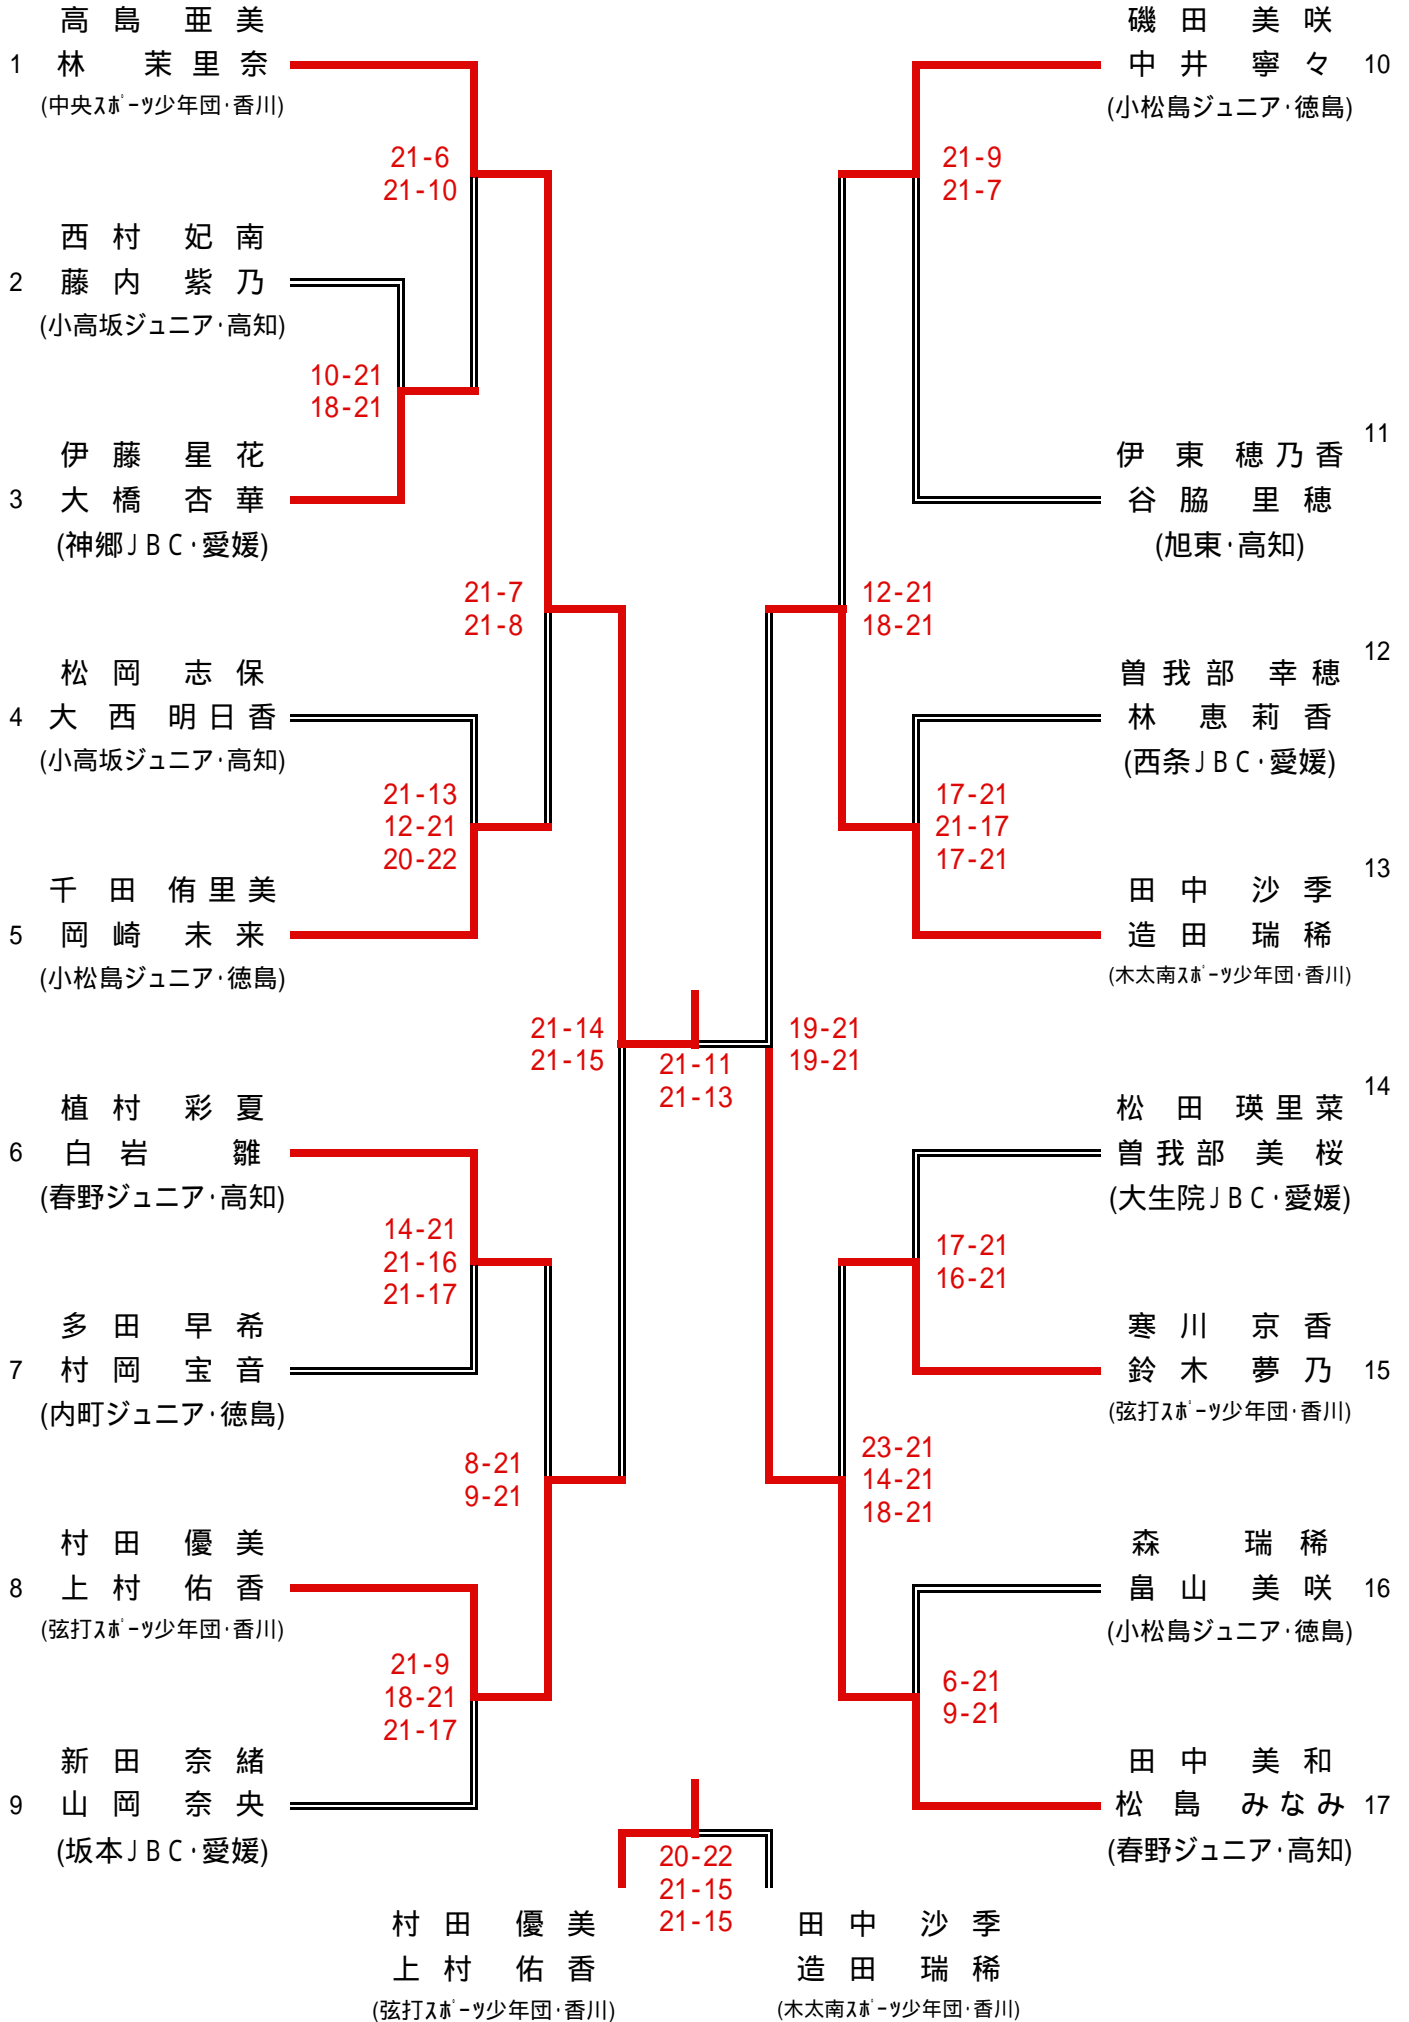 高島 亜美
1 林 茉里奈
(中央スポーツ少年団・香川)
21-6
21-10
西村 妃南
2 藤内 紫乃
(小高坂ジュニア・高知)
10-21
18-21
伊藤 星花
3 大橋 杏華
(神郷JBC・愛媛)
21-7
21-8
松岡 志保
4 大西 明日香
(小高坂ジュニア・高知)
21-13
12-21
20-22
千田 侑里美
5 岡崎 未来
(小松島ジュニア・徳島)
21-14
21-15
植村 彩夏
6 白岩 雛
(春野ジュニア・高知)
14-21
21-16
21-17
多田 早希
7 村岡 宝音
(内町ジュニア・徳島)
8-21
9-21
村田 優美
8 上村 佑香
(弦打スポーツ少年団・香川)
21-9
18-21
21-17
新田 奈緒
9 山岡 奈央
(坂本JBC・愛媛)
21-11
21-13
磯田 美咲
中井 寧々 10
(小松島ジュニア・徳島)
21-9
21-7
11
伊東 穂乃香
谷脇 里穂
(旭東・高知)
12-21
18-21
12
曽我部 幸穂
林 恵莉香
(西条JBC・愛媛)
17-21
21-17
17-21
13
田中 沙季
造田 瑞稀
(木太南スポーツ少年団・香川)
19-21
19-21
14
松田 瑛里菜
曽我部 美桜
(大生院JBC・愛媛)
17-21
16-21
寒川 京香
鈴木 夢乃 15
(弦打スポーツ少年団・香川)
23-21
14-21
18-21
森 瑞稀
畠山 美咲 16
(小松島ジュニア・徳島)
6-21
9-21
田中 美和
松島 みなみ 17
(春野ジュニア・高知)
20-22
21-15
21-15
村田 優美
上村 佑香
(弦打スポーツ少年団・香川)
田中 沙季
造田 瑞稀
(木太南スポーツ少年団・香川)